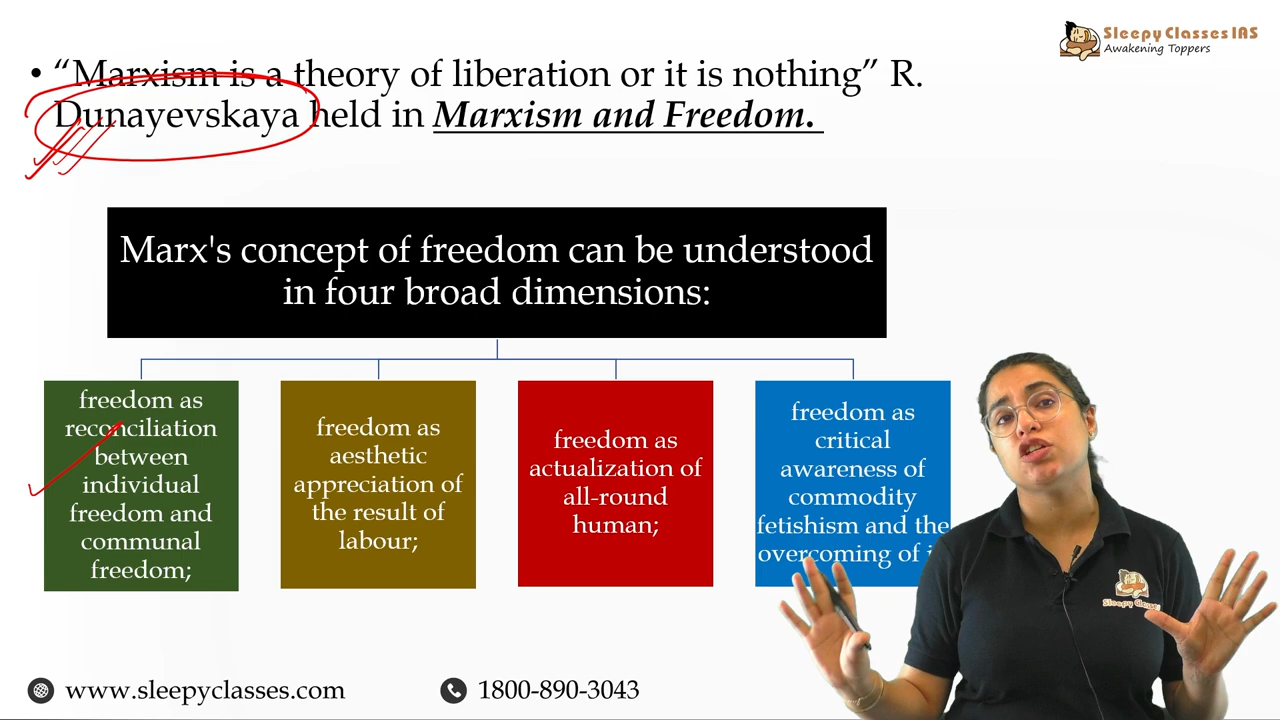 Sleepy Classes IAS
Awakening Toppers
• “Marxism is a theory of liberation or it is nothing” R.
Dunayevskaya held in Marxism and Freedom.
Marx's concept of freedom can be understood
in four broad dimensions:
freedom as
reconciliation
between
individual
freedom and
communal
freedom;
freedom as
aesthetic
appreciation of
the result of
labour;
freedom as
actualization of
all-round
human;
freedom as
critical
awareness of
commodity
fetishism and the
overcoming of
Sleepy Classes
www.sleepyclasses.com
1800-890-3043